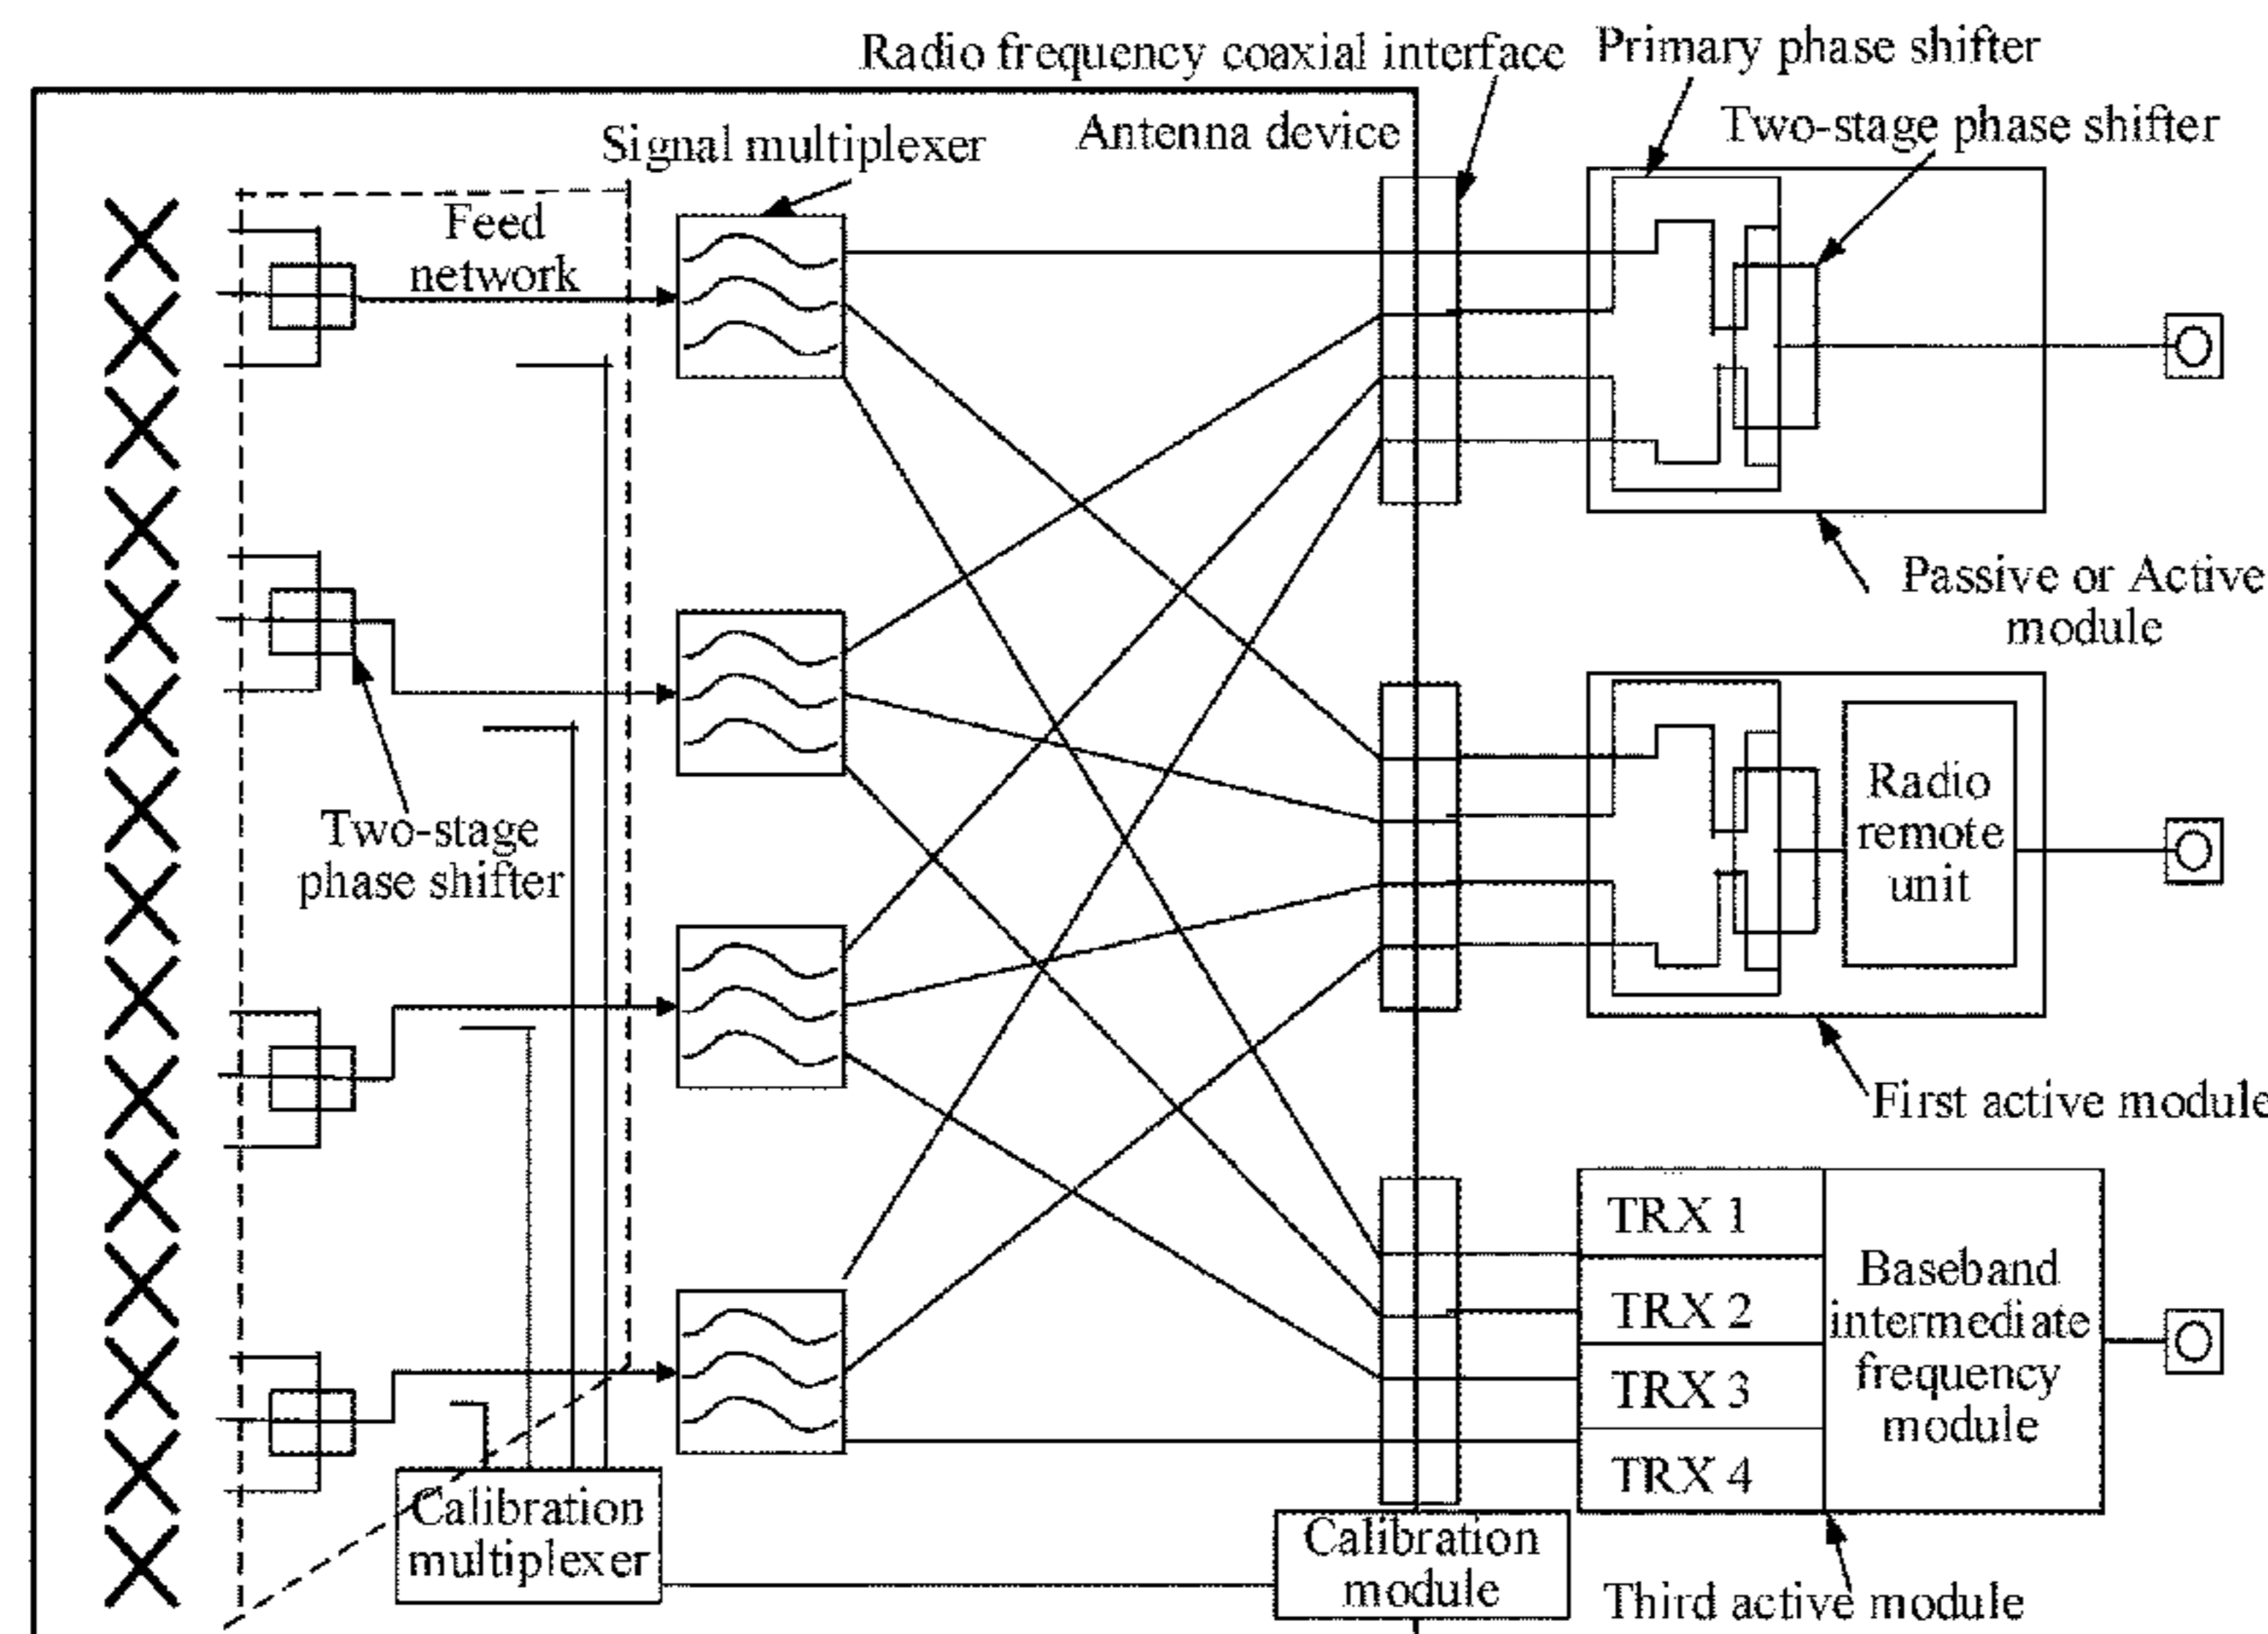 Radio frequency coaxial interface
Primary phase shifter
Two-stage phase shifter
Antenna device
Signal multiplexer
Feed
network
Passive or Active
module
Two-stage
phase shifter
Radio
remote
unit
First active module
TRX 1
TRX 2
TRX 3
TRX 4
Baseband
intermediate
frequency
module
Calibration
multiplexer
Calibration
module
Third active module